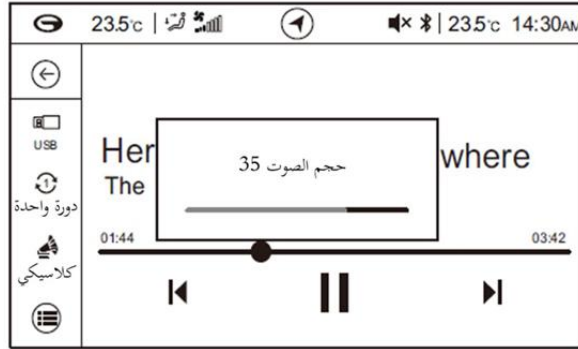 23.5℃ 23.5℃ 14:30AM
USB
دورة واحدة
كلاسيكي
Her where
The
حجم الصوت 35
01:44 03:42